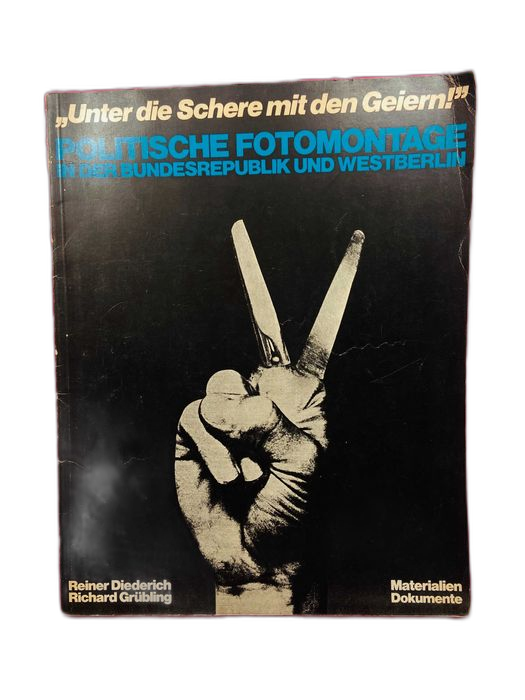 „Unter die Schere mit den Geiern!”
POLITISCHE FOTOMONTAGE
IN DER BUNDESREPUBLIK UND WESTBERLIN
Reiner Diederich
Richard Grübling
Materialien
Dokumente